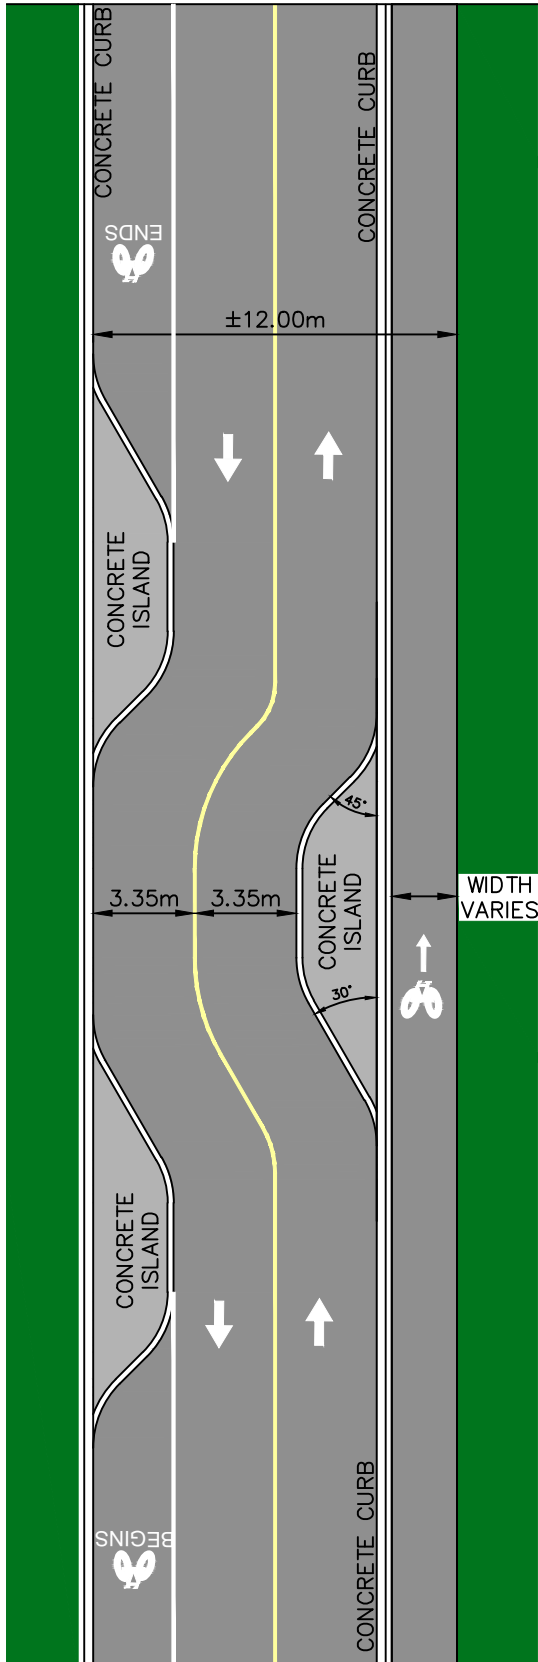 CONCRETE CURB
CONCRETE CURB
ENDS
±12.00m
CONCRETE
ISLAND
45°
WIDTH
VARIES
3.35m
3.35m
CONCRETE
ISLAND
30°
CONCRETE
ISLAND
CONCRETE CURB
BEGINS